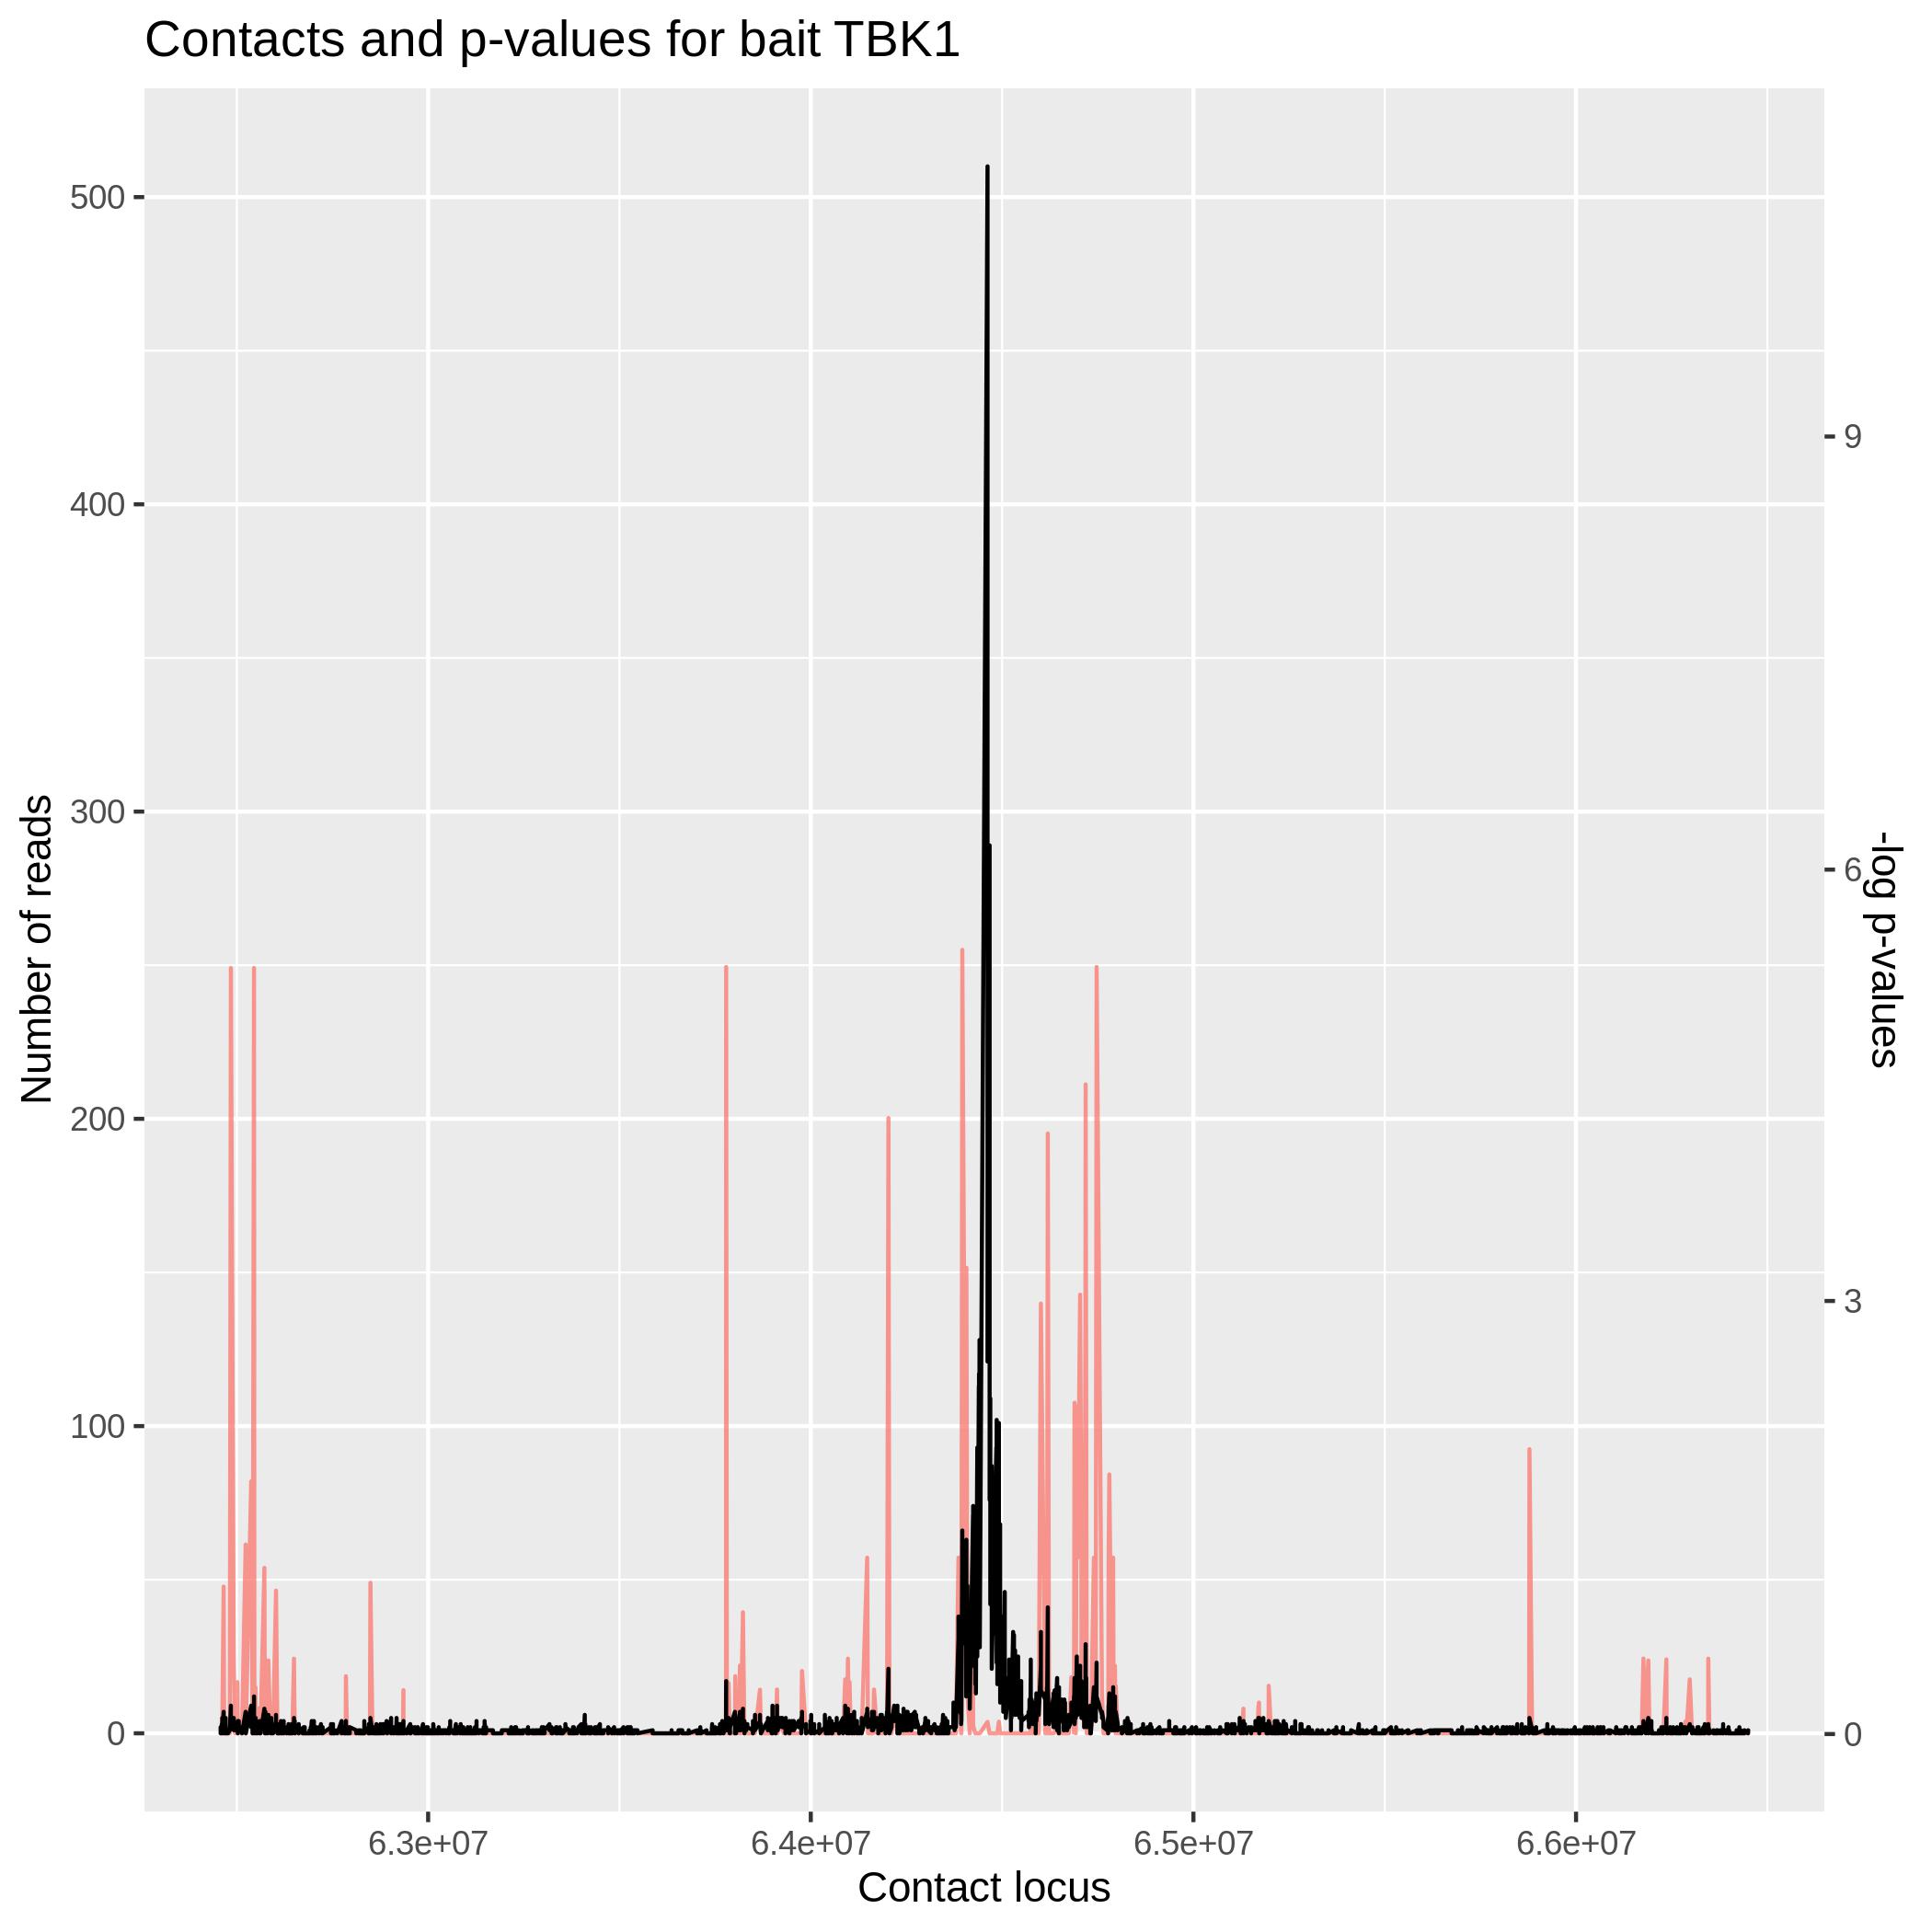 Contacts and p-values for bait TBK1
Number of reads
500
400
300
200
100
0
9
6
3
0
-log p-values
6.3e+07
6.4e+07
6.5e+07
6.6e+07
Contact locus